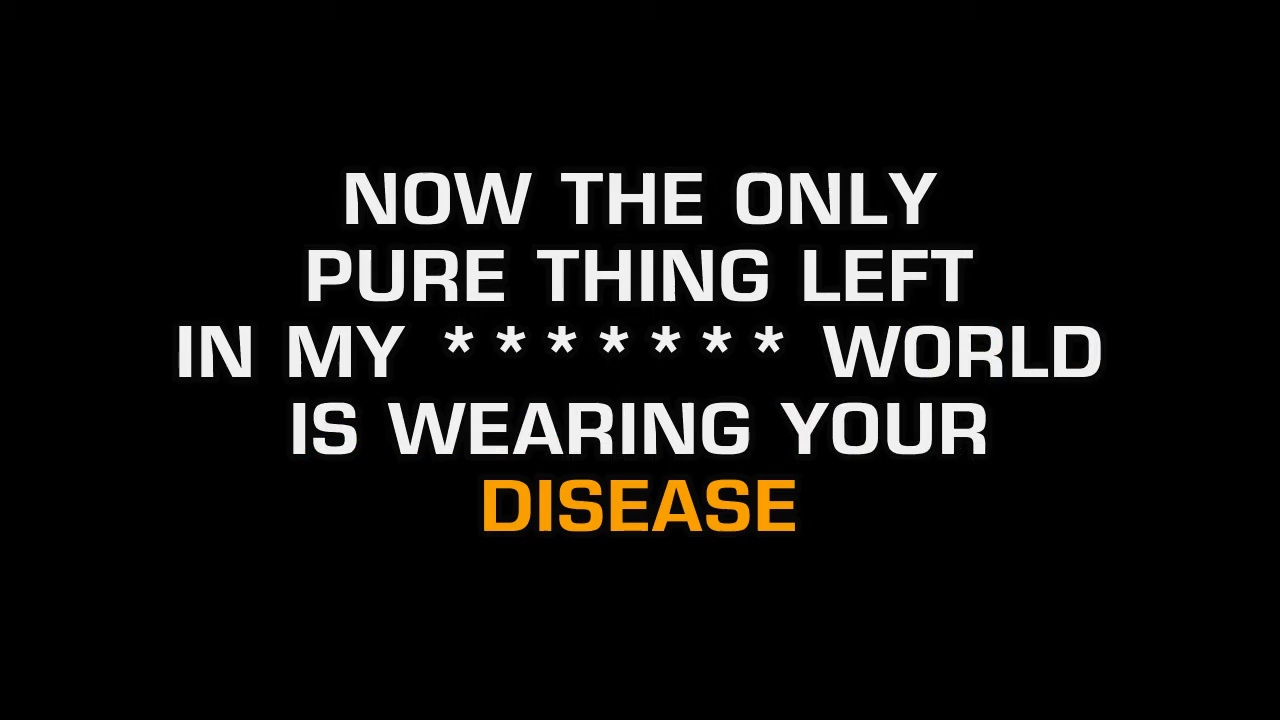 NOW THE ONLY
PURE THING LEFT
IN MY ******* WORLD
IS WEARING YOUR
DISEASE